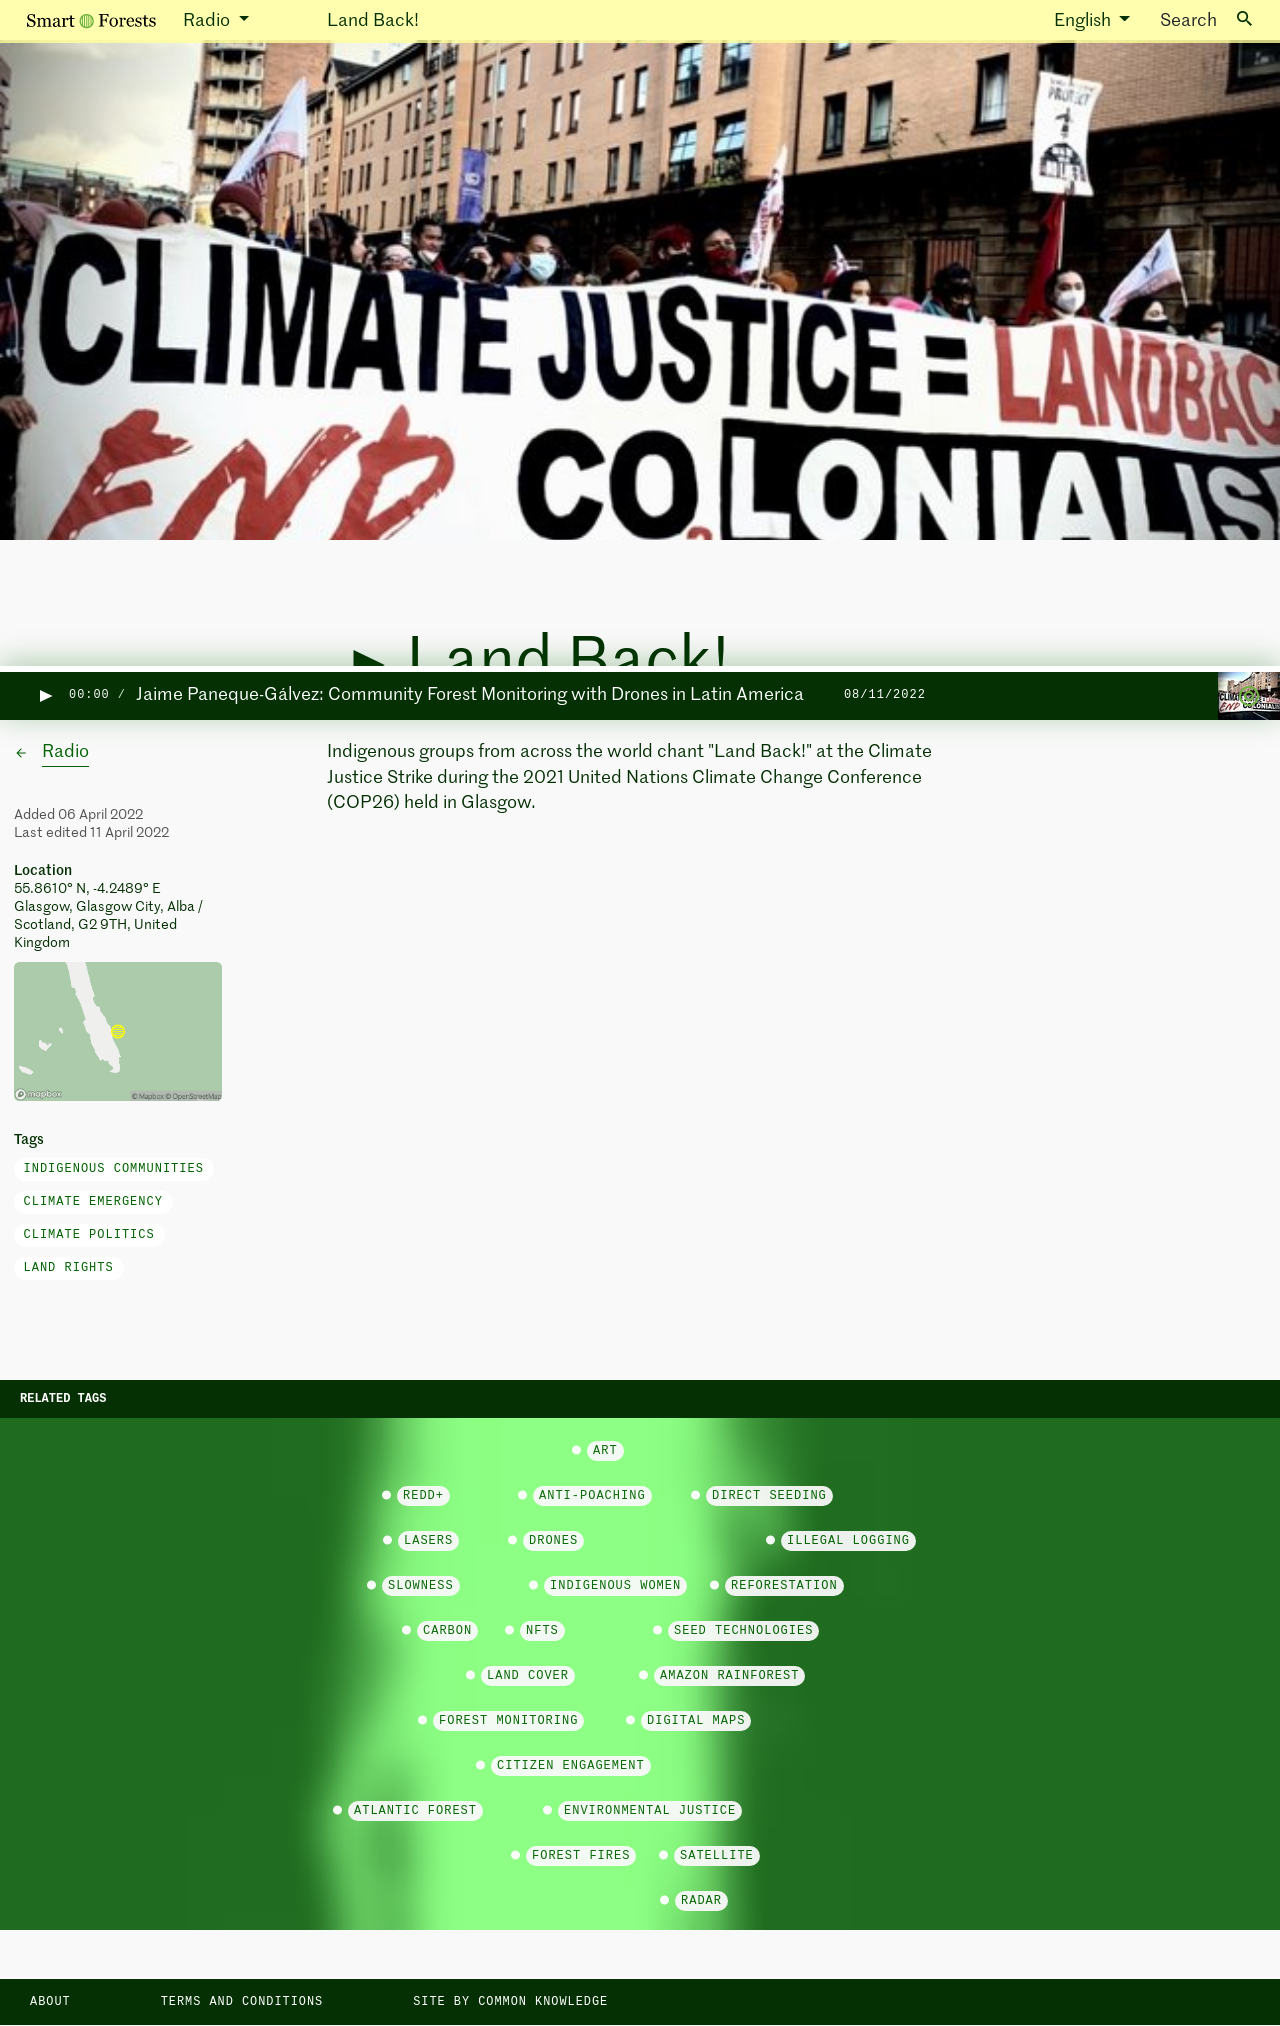 Smart Forests Radio Land Back! English Search
PROTECT
CLIMATE JUSTICE = LANDBAC
END COLONIALIS
Land Back!
00:00 / Jaime Paneque-Gálvez: Community Forest Monitoring with Drones in Latin America 08/11/2022
← Radio
Indigenous groups from across the world chant "Land Back!" at the Climate
Justice Strike during the 2021 United Nations Climate Change Conference
(COP26) held in Glasgow.
Added 06 April 2022
Last edited 11 April 2022
Location
55.8610° N, -4.2489° E
Glasgow, Glasgow City, Alba /
Scotland, G2 9TH, United
Kingdom
mapbox © Mapbox © OpenStreetMap
Tags
INDIGENOUS COMMUNITIES
CLIMATE EMERGENCY
CLIMATE POLITICS
LAND RIGHTS
RELATED TAGS
ART
REDD+ ANTI-POACHING DIRECT SEEDING
LASERS DRONES ILLEGAL LOGGING
SLOWNESS INDIGENOUS WOMEN REFORESTATION
CARBON NFTS SEED TECHNOLOGIES
LAND COVER AMAZON RAINFOREST
FOREST MONITORING DIGITAL MAPS
CITIZEN ENGAGEMENT
ATLANTIC FOREST ENVIRONMENTAL JUSTICE
FOREST FIRES SATELLITE
RADAR
ABOUT TERMS AND CONDITIONS SITE BY COMMON KNOWLEDGE